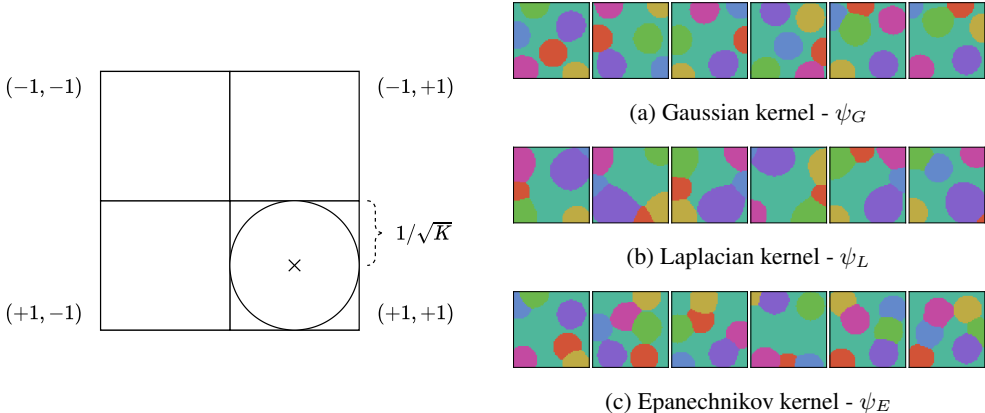 (-1, -1)
(-1, +1)
1/√K
(+1, -1)
(+1, +1)
(a) Gaussian kernel - ψ_G
(b) Laplacian kernel - ψ_L
(c) Epanechnikov kernel - ψ_E